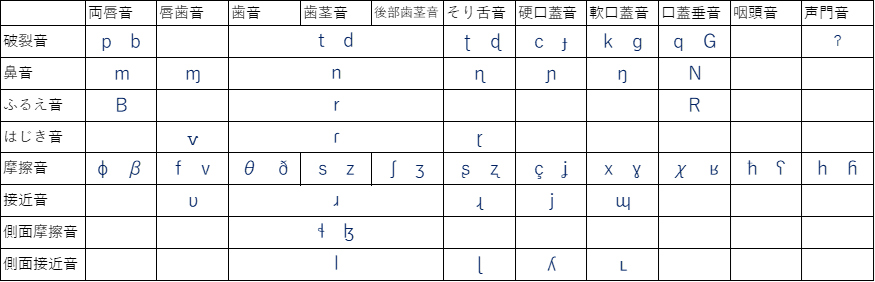 両唇音 唇歯音 歯音 歯茎音 後部歯茎音 そり舌音 硬口蓋音 軟口蓋音 口蓋垂音 咽頭音 声門音
破裂音 p b t d ʈ ɖ c ɟ k ɡ q G ʔ
鼻音 m ɱ n ɳ ɲ ŋ N
ふるえ音 B r R
はじき音 ⱱ ɾ ɽ
摩擦音 ɸ β f v θ ð s z ʃ ʒ ʂ ʐ ç ʝ x ɣ χ ʁ ħ ʕ h ɦ
接近音 ʋ ɹ ɻ j ɰ
側面摩擦音 ɬ ɮ
側面接近音 l ɭ ʎ ʟ